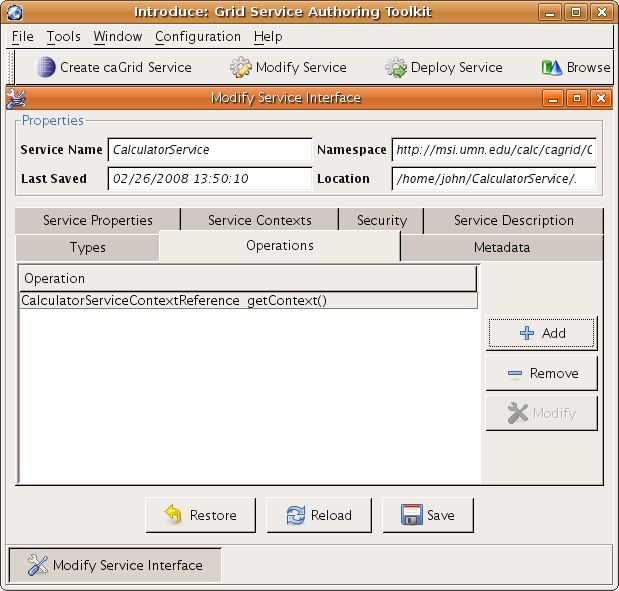 Introduce: Grid Service Authoring Toolkit
File Tools Window Configuration Help
Create caGrid Service Modify Service Deploy Service Browse
Modify Service Interface
Properties
Service Name CalculatorService Namespace http://msi.umn.edu/calc/cagrid/C
Last Saved 02/26/2008 13:50:10 Location /home/john/CalculatorService/.
Service Properties Service Contexts Security Service Description
Types Operations Metadata
Operation
CalculatorServiceContextReference getContext()
Add
Remove
Modify
Restore Reload Save
Modify Service Interface